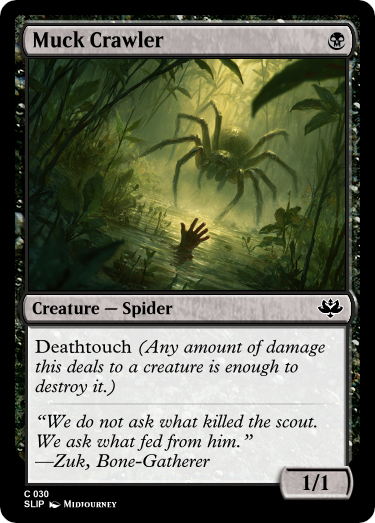 Muck Crawler
Creature — Spider
Deathtouch (Any amount of damage
this deals to a creature is enough to
destroy it.)
“We do not ask what killed the scout.
We ask what fed from him.”
—Zuk, Bone-Gatherer
1/1
C 030
SLIP Midjourney